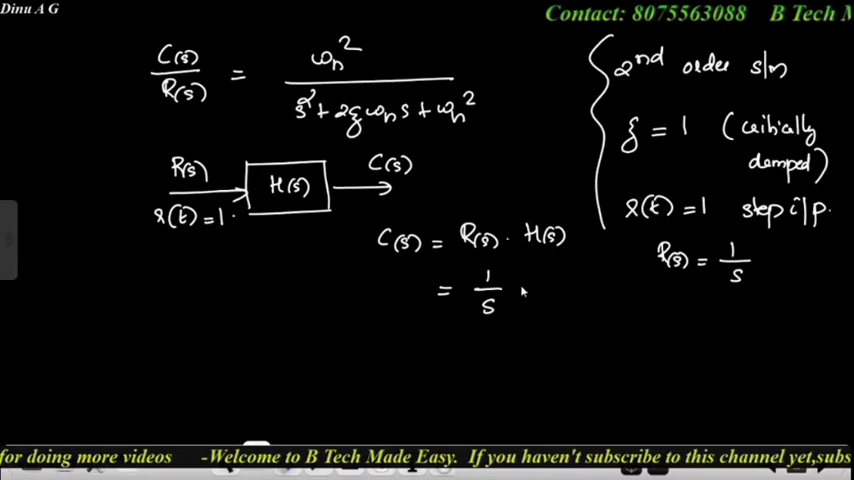 Dinu A G
Contact: 8075563088 B Tech M
C(s)/R(s) = ωn²/(s² + 2ξωn s + ωn²)
2nd order s/m
ξ = 1 (critically damped)
R(s)
H(s)
C(s)
r(t) = 1
r(t) = 1 step i/p.
C(s) = R(s) · H(s)
R(s) = 1/s
= 1/s
for doing more videos -Welcome to B Tech Made Easy. If you haven't subscribe to this channel yet,subs